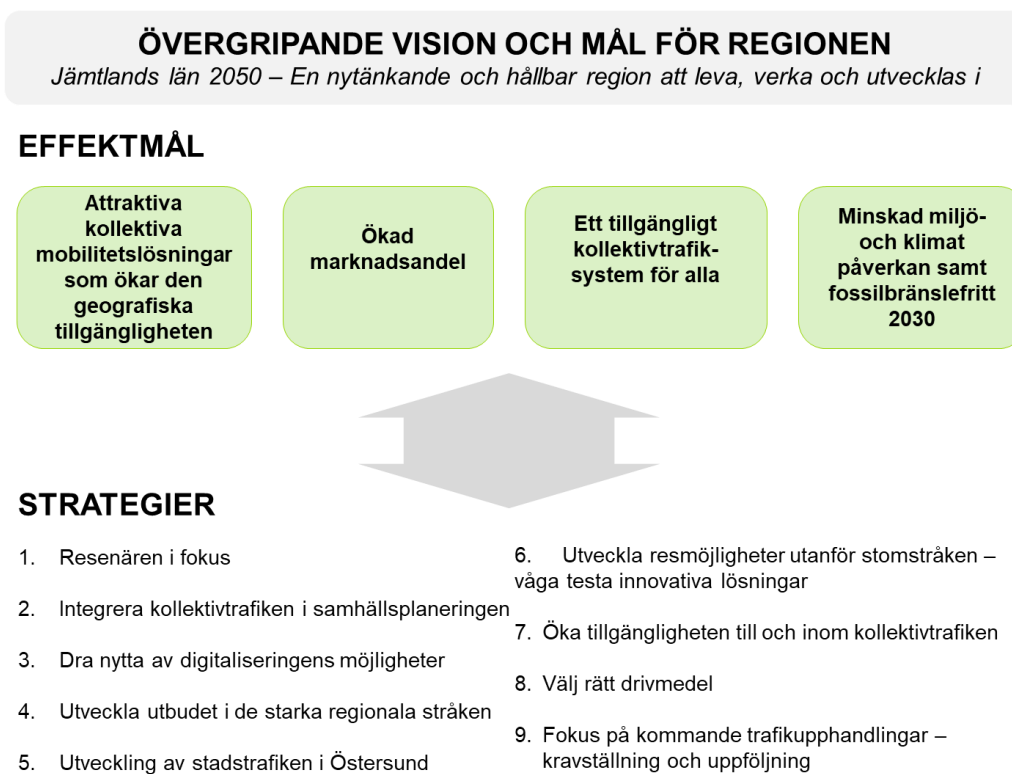 ÖVERGRIPANDE VISION OCH MÅL FÖR REGIONEN
Jämtlands län 2050 – En nytänkande och hållbar region att leva, verka och utvecklas i
EFFEKTMÅL
Attraktiva
kollektiva
mobilitetslösningar
som ökar den
geografiska
tillgängligheten
Ökad
marknadsandel
Ett tillgängligt
kollektivtrafik-
system för alla
Minskad miljö-
och klimat
påverkan samt
fossilbränslefritt
2030
STRATEGIER
1. Resenären i fokus
2. Integrera kollektivtrafiken i samhällsplaneringen
3. Dra nytta av digitaliseringens möjligheter
4. Utveckla utbudet i de starka regionala stråken
5. Utveckling av stadstrafiken i Östersund
6. Utveckla resmöjligheter utanför stomstråken –
våga testa innovativa lösningar
7. Öka tillgängligheten till och inom kollektivtrafiken
8. Välj rätt drivmedel
9. Fokus på kommande trafikupphandlingar –
kravställning och uppföljning